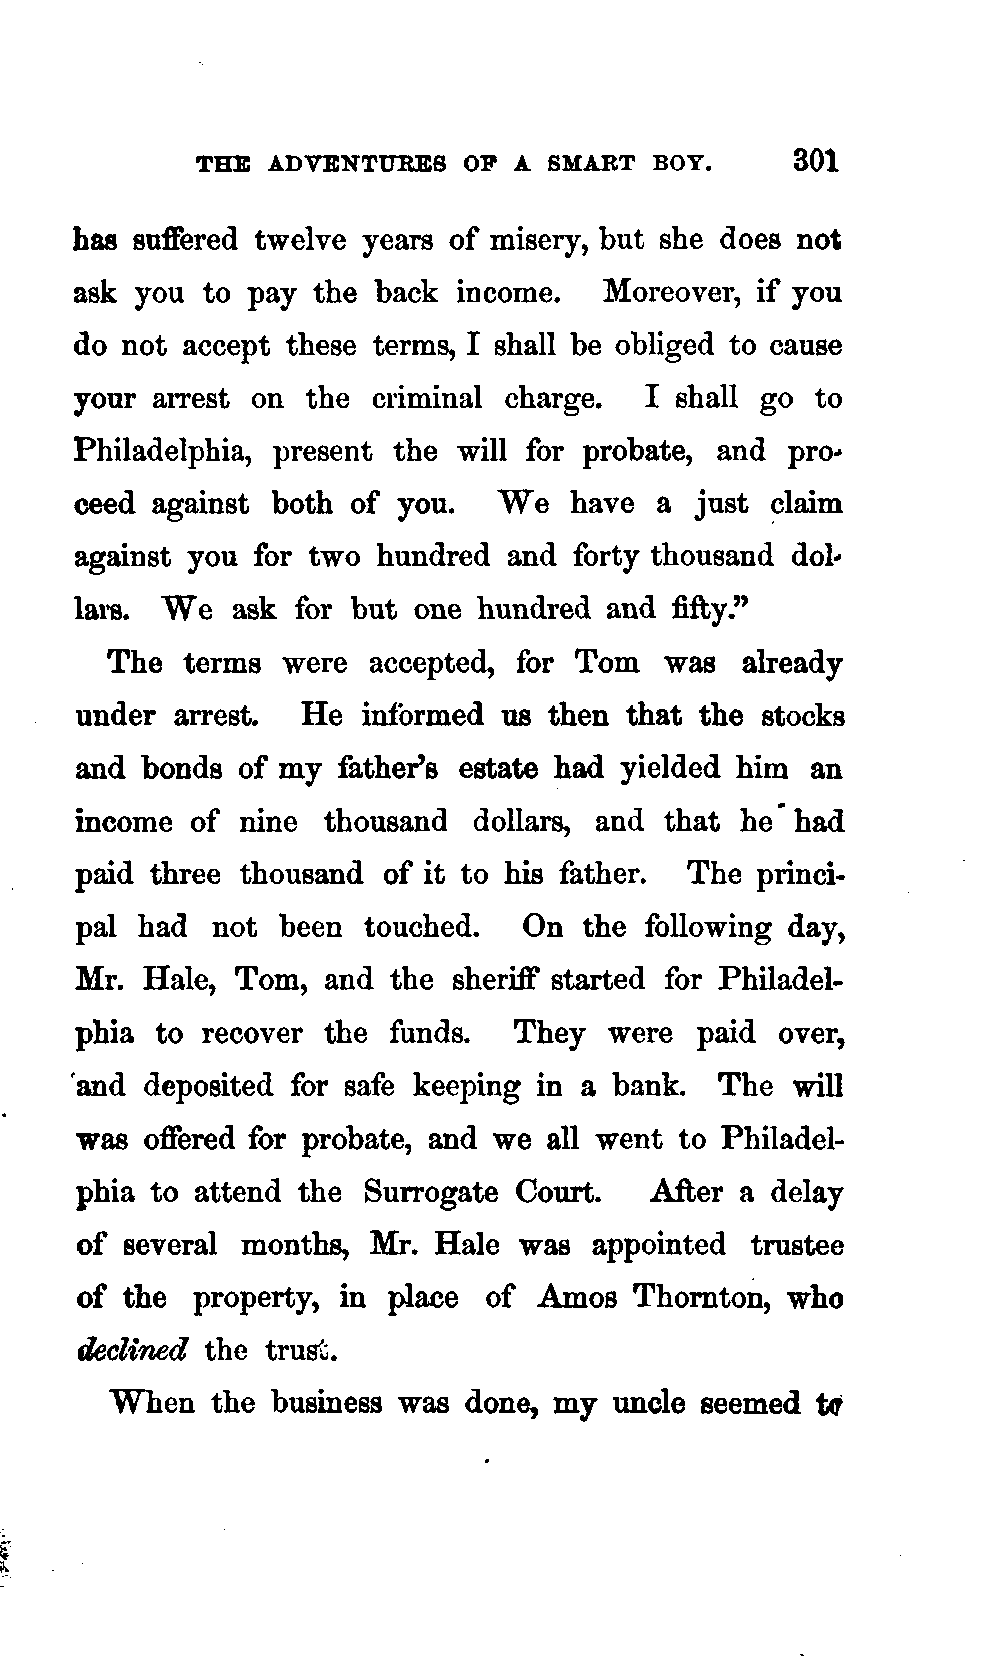 THE ADVENTURES OF A SMART BOY. 301
has suffered twelve years of misery, but she does not
ask you to pay the back income. Moreover, if you
do not accept these terms, I shall be obliged to cause
your arrest on the criminal charge. I shall go to
Philadelphia, present the will for probate, and pro-
ceed against both of you. We have a just claim
against you for two hundred and forty thousand dol-
lars. We ask for but one hundred and fifty."
The terms were accepted, for Tom was already
under arrest. He informed us then that the stocks
and bonds of my father's estate had yielded him an
income of nine thousand dollars, and that he had
paid three thousand of it to his father. The princi-
pal had not been touched. On the following day,
Mr. Hale, Tom, and the sheriff started for Philadel-
phia to recover the funds. They were paid over,
and deposited for safe keeping in a bank. The will
was offered for probate, and we all went to Philadel-
phia to attend the Surrogate Court. After a delay
of several months, Mr. Hale was appointed trustee
of the property, in place of Amos Thornton, who
declined the trust.
When the business was done, my uncle seemed to